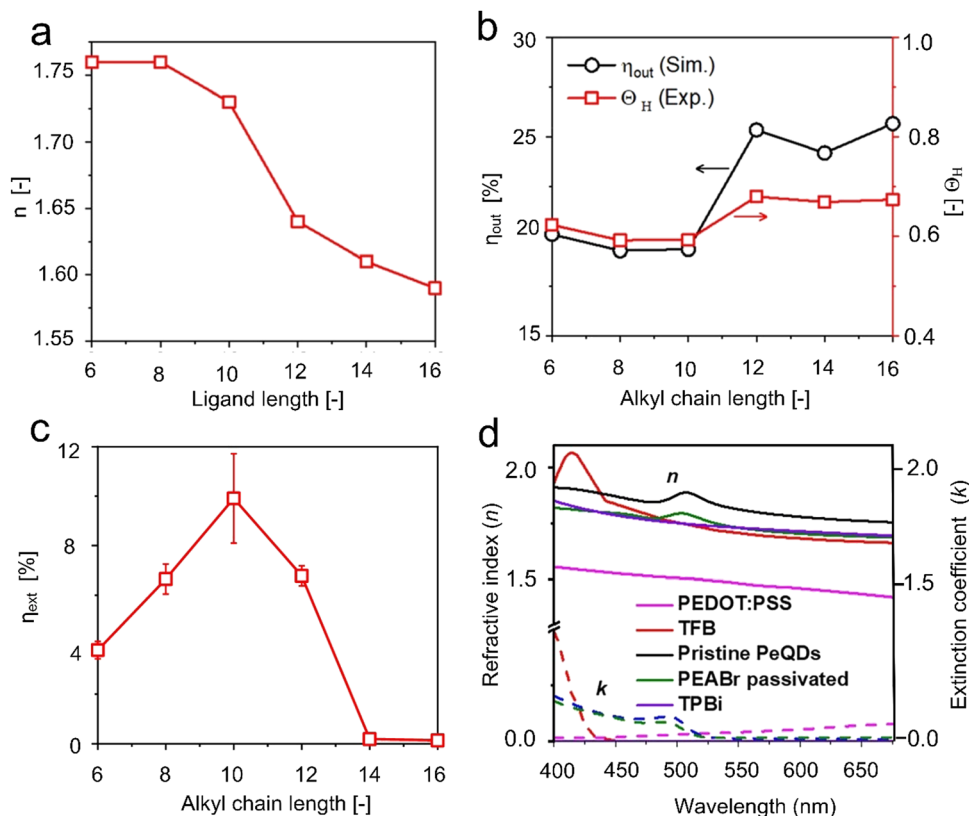 a
1.75
1.70
1.65
1.60
1.55
n [-]
6 8 10 12 14 16
Ligand length [-]
b
30
25
20
15
η_out [%]
η_out (Sim.)
Θ_H (Exp.)
1.0
0.8
0.6
0.4
[-] Θ_H
6 8 10 12 14 16
Alkyl chain length [-]
c
12
8
4
0
η_ext [%]
6 8 10 12 14 16
Alkyl chain length [-]
d
2.0
1.5
0.0
Refractive index (n)
n
k
PEDOT:PSS
TFB
Pristine PeQDs
PEABr passivated
TPBi
2.0
1.5
0.0
Extinction coefficient (k)
400 450 500 550 600 650
Wavelength (nm)